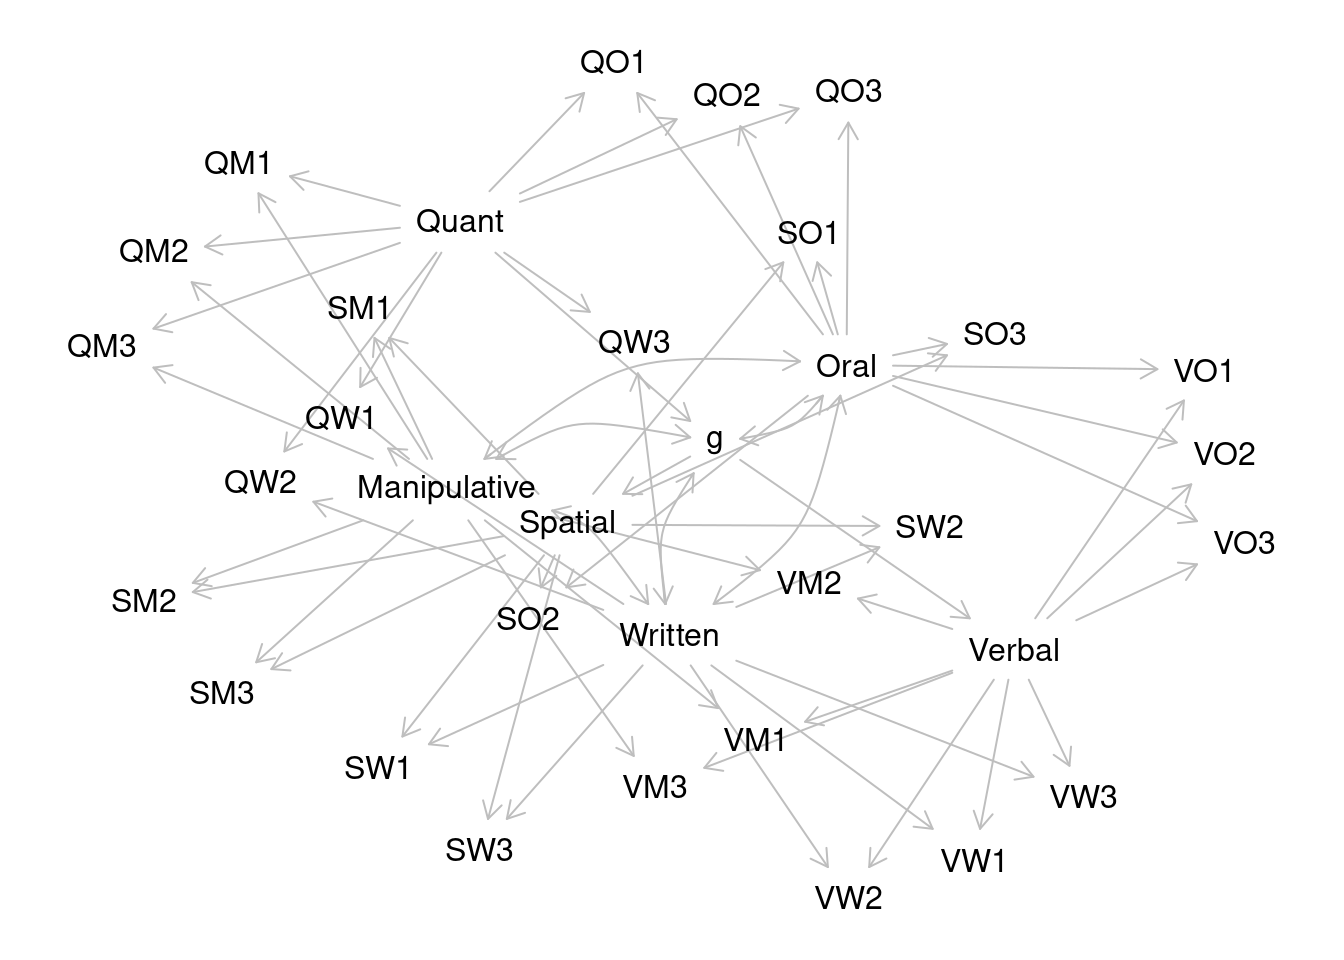 QO1
QO2
QO3
QM1
Quant
SO1
QM2
SM1
SO3
QW3
QM3
Oral
VO1
QW1
g
VO2
QW2
Manipulative
Spatial
SW2
VO3
VM2
SM2
SO2
Written
Verbal
SM3
VM1
SW1
VM3
VW3
SW3
VW1
VW2